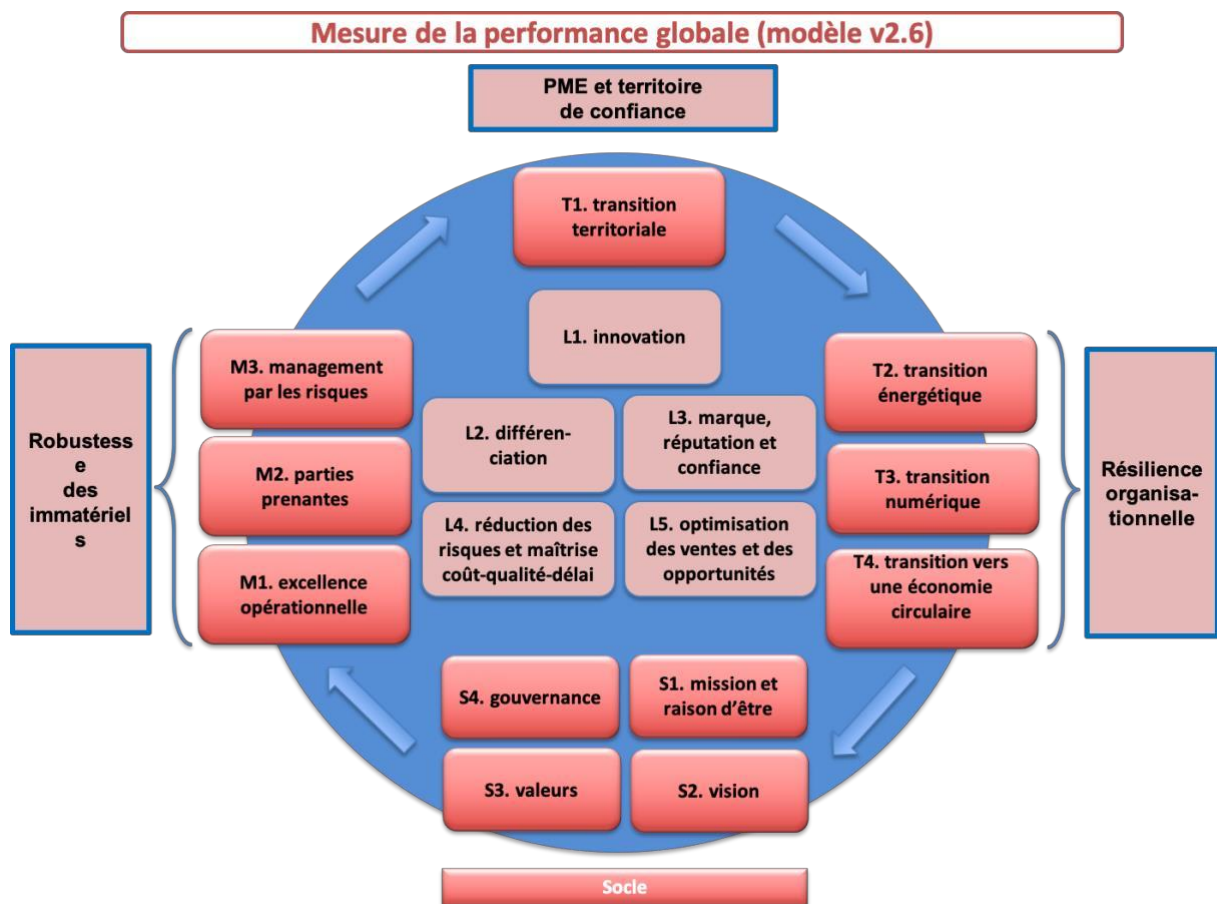 Mesure de la performance globale (modèle v2.6)
PME et territoire
de confiance
T1. transition
territoriale
L1. innovation
M3. management
par les risques
T2. transition
énergétique
L2. différen-
ciation
L3. marque,
réputation et
confiance
Robustess
e
des
immatériel
s
M2. parties
prenantes
T3. transition
numérique
Résilience
organisa-
tionnelle
L4. réduction des
risques et maîtrise
coût-qualité-délai
L5. optimisation
des ventes et des
opportunités
M1. excellence
opérationnelle
T4. transition vers
une économie
circulaire
S4. gouvernance
S1. mission et
raison d’être
S3. valeurs
S2. vision
Socle